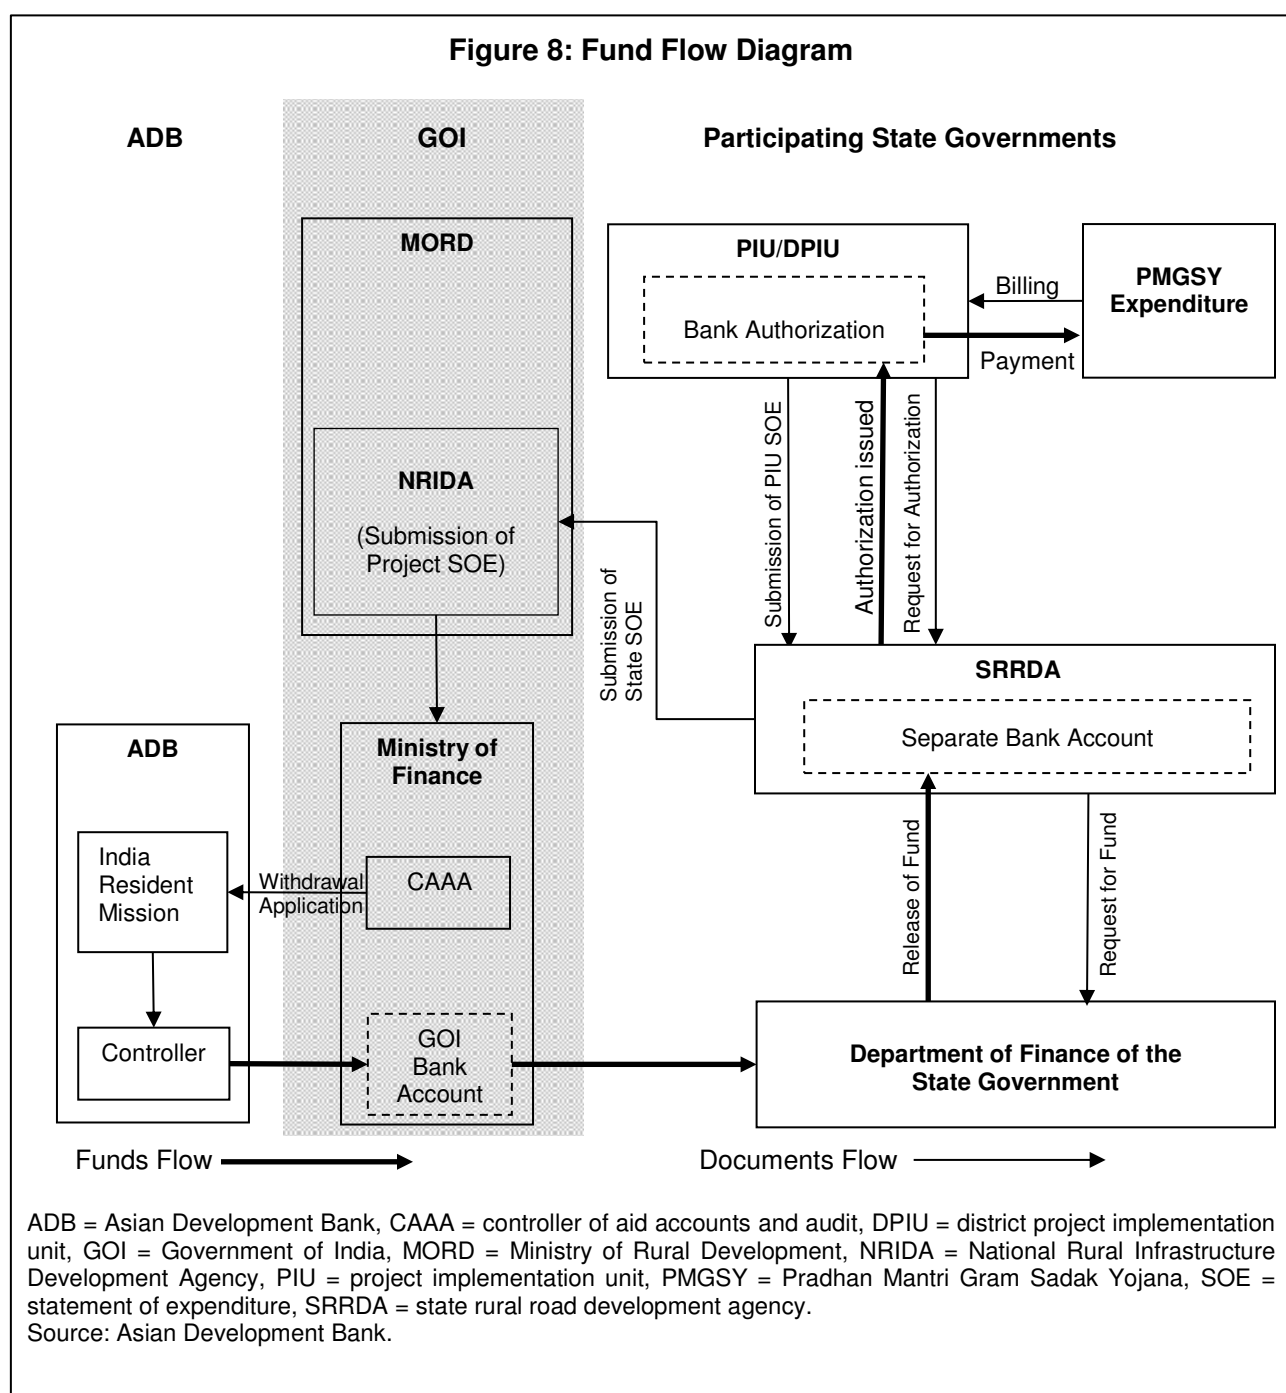 Figure 8: Fund Flow Diagram
ADB
GOI
Participating State Governments
MORD
NRIDA
(Submission of
Project SOE)
PIU/DPIU
Bank Authorization
Billing
Payment
PMGSY
Expenditure
Submission of PIU SOE
Authorization issued
Request for Authorization
Submission of
State SOE
SRRDA
Separate Bank Account
ADB
India
Resident
Mission
Controller
Withdrawal
Application
Ministry of
Finance
CAAA
GOI
Bank
Account
Release of Fund
Request for Fund
Department of Finance of the
State Government
Funds Flow
Documents Flow
ADB = Asian Development Bank, CAAA = controller of aid accounts and audit, DPIU = district project implementation
unit, GOI = Government of India, MORD = Ministry of Rural Development, NRIDA = National Rural Infrastructure
Development Agency, PIU = project implementation unit, PMGSY = Pradhan Mantri Gram Sadak Yojana, SOE =
statement of expenditure, SRRDA = state rural road development agency.
Source: Asian Development Bank.